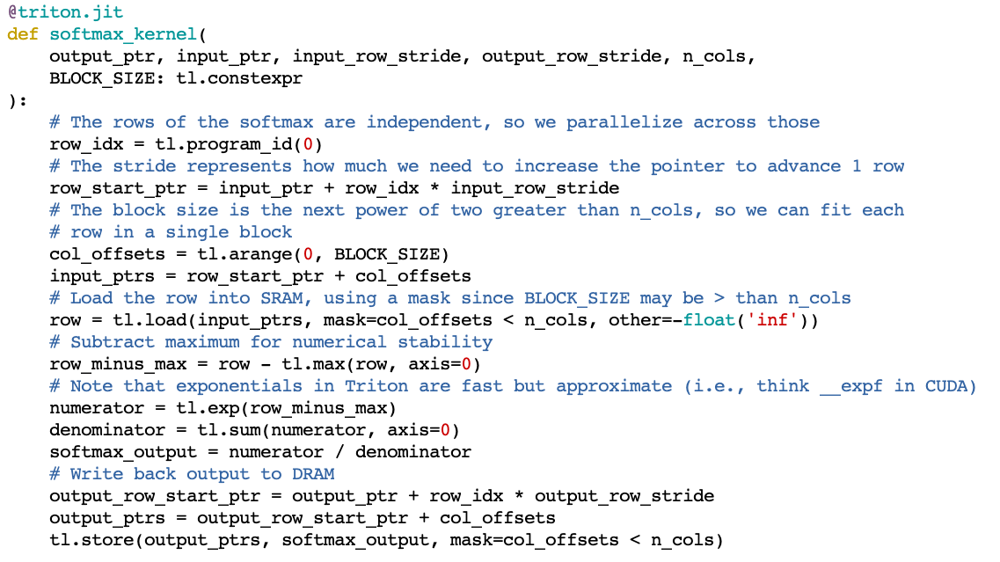 @triton.jit
def softmax_kernel(
    output_ptr, input_ptr, input_row_stride, output_row_stride, n_cols,
    BLOCK_SIZE: tl.constexpr
):
    # The rows of the softmax are independent, so we parallelize across those
    row_idx = tl.program_id(0)
    # The stride represents how much we need to increase the pointer to advance 1 row
    row_start_ptr = input_ptr + row_idx * input_row_stride
    # The block size is the next power of two greater than n_cols, so we can fit each
    # row in a single block
    col_offsets = tl.arange(0, BLOCK_SIZE)
    input_ptrs = row_start_ptr + col_offsets
    # Load the row into SRAM, using a mask since BLOCK_SIZE may be > than n_cols
    row = tl.load(input_ptrs, mask=col_offsets < n_cols, other=-float('inf'))
    # Subtract maximum for numerical stability
    row_minus_max = row - tl.max(row, axis=0)
    # Note that exponentials in Triton are fast but approximate (i.e., think __expf in CUDA)
    numerator = tl.exp(row_minus_max)
    denominator = tl.sum(numerator, axis=0)
    softmax_output = numerator / denominator
    # Write back output to DRAM
    output_row_start_ptr = output_ptr + row_idx * output_row_stride
    output_ptrs = output_row_start_ptr + col_offsets
    tl.store(output_ptrs, softmax_output, mask=col_offsets < n_cols)